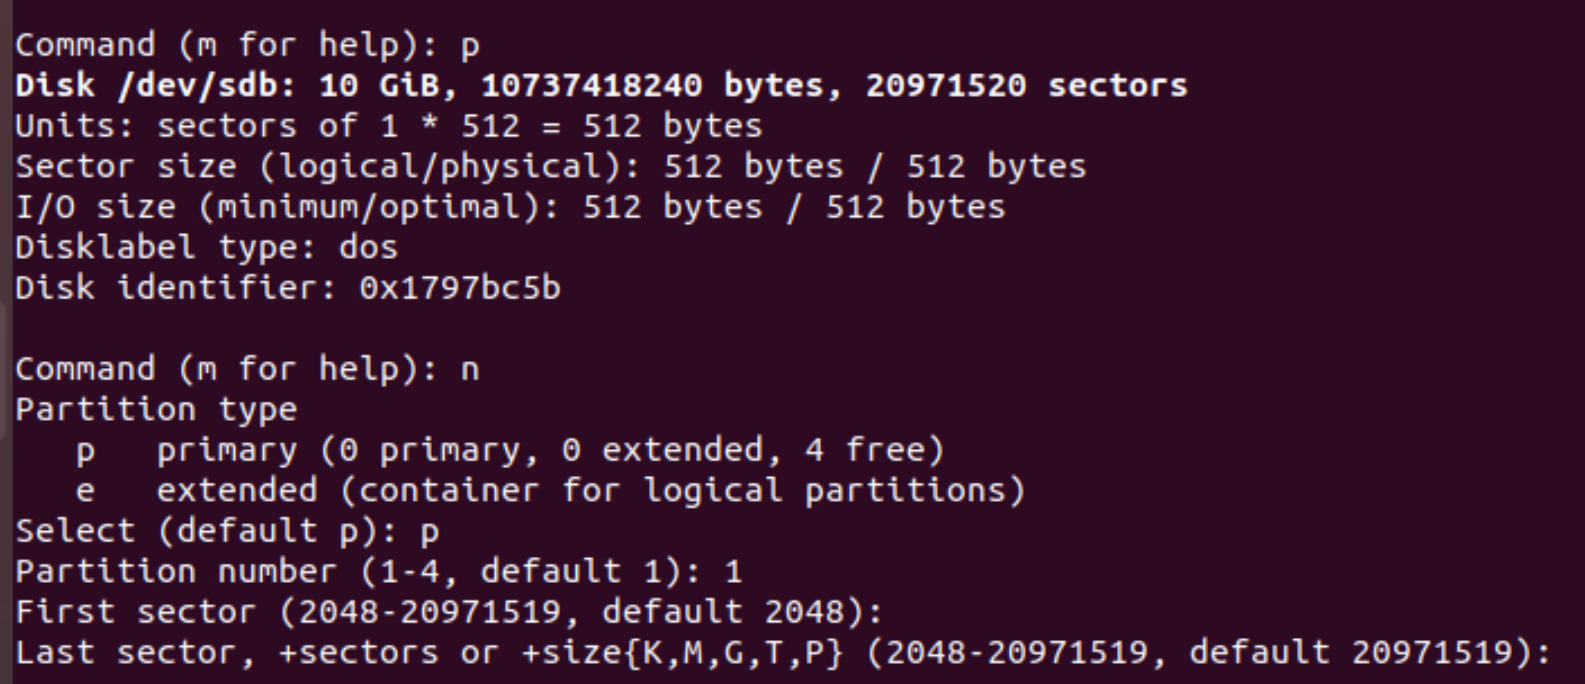 Command (m for help): p
Disk /dev/sdb: 10 GiB, 10737418240 bytes, 20971520 sectors
Units: sectors of 1 * 512 = 512 bytes
Sector size (logical/physical): 512 bytes / 512 bytes
I/O size (minimum/optimal): 512 bytes / 512 bytes
Disklabel type: dos
Disk identifier: 0x1797bc5b
Command (m for help): n
Partition type
   p   primary (0 primary, 0 extended, 4 free)
   e   extended (container for logical partitions)
Select (default p): p
Partition number (1-4, default 1): 1
First sector (2048-20971519, default 2048):
Last sector, +sectors or +size{K,M,G,T,P} (2048-20971519, default 20971519):